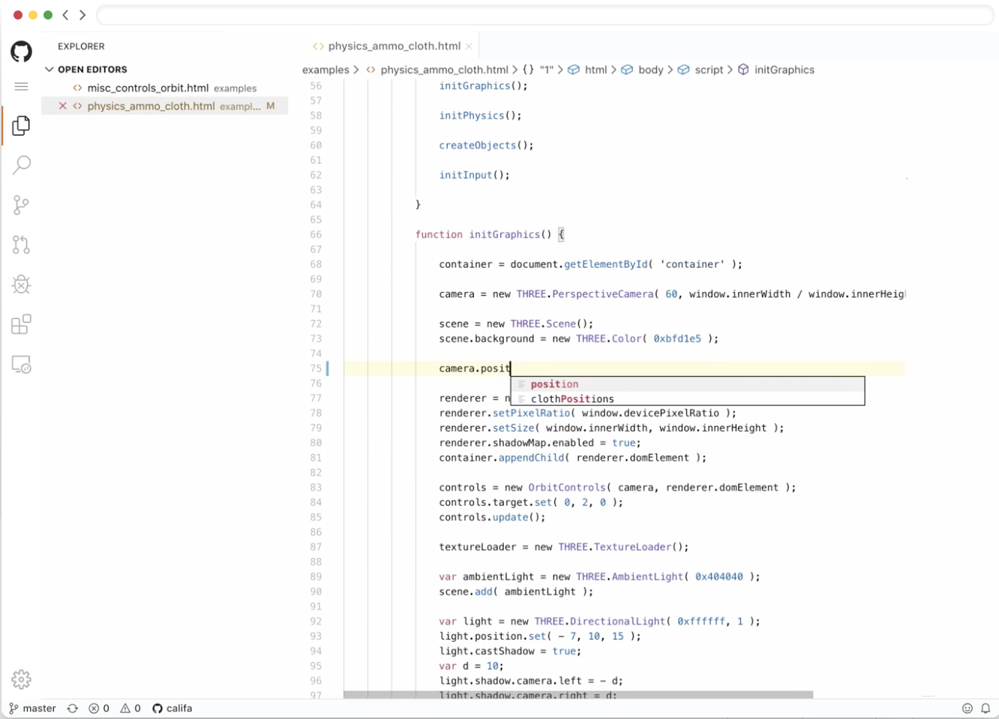 EXPLORER
OPEN EDITORS
misc_controls_orbit.html examples
physics_ammo_cloth.html exampl... M
physics_ammo_cloth.html
examples > physics_ammo_cloth.html > {} "1" > html > body > script > initGraphics
56 initGraphics();
57
58 initPhysics();
59
60 createObjects();
61
62 initInput();
63
64 }
65
66 function initGraphics() {
67
68 container = document.getElementById( 'container' );
69
70 camera = new THREE.PerspectiveCamera( 60, window.innerWidth / window.innerHeig
71
72 scene = new THREE.Scene();
73 scene.background = new THREE.Color( 0xbfd1e5 );
74
75 camera.posit
position
76
clothPositions
77 renderer = n
78 renderer.setPixelRatio( window.devicePixelRatio );
79 renderer.setSize( window.innerWidth, window.innerHeight );
80 renderer.shadowMap.enabled = true;
81 container.appendChild( renderer.domElement );
82
83 controls = new OrbitControls( camera, renderer.domElement );
84 controls.target.set( 0, 2, 0 );
85 controls.update();
86
87 textureLoader = new THREE.TextureLoader();
88
89 var ambientLight = new THREE.AmbientLight( 0x404040 );
90 scene.add( ambientLight );
91
92 var light = new THREE.DirectionalLight( 0xffffff, 1 );
93 light.position.set( - 7, 10, 15 );
94 light.castShadow = true;
95 var d = 10;
96 light.shadow.camera.left = - d;
97 light.shadow.camera.right = d;
master 0 0 califa